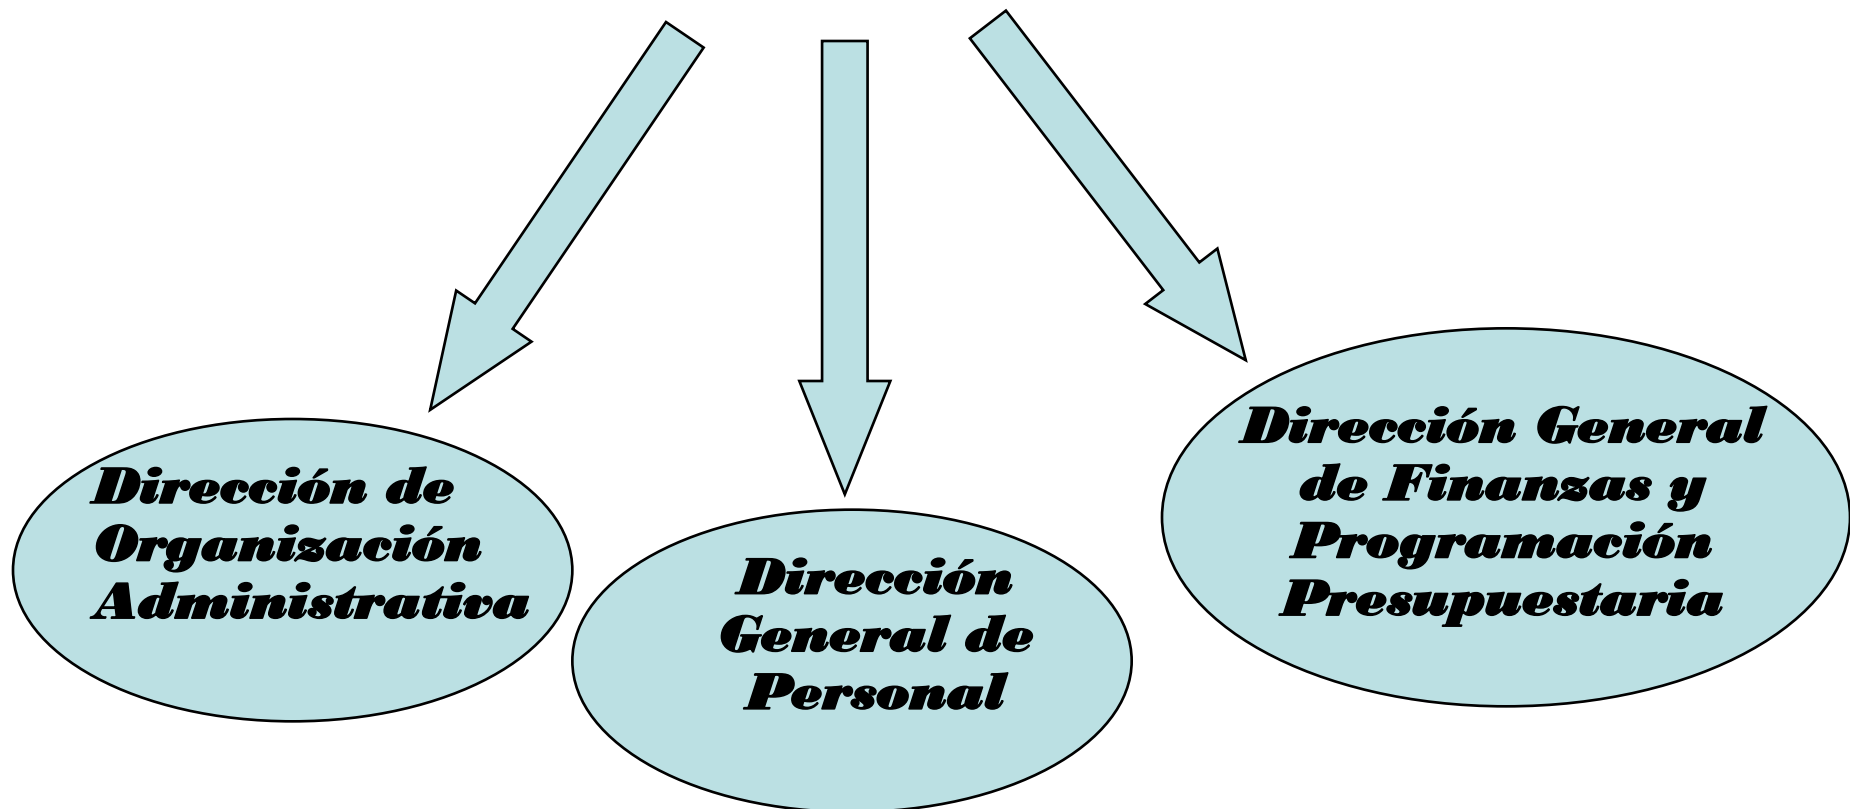 Dirección de
Organización
Administrativa
Dirección
General de
Personal
Dirección General
de Finanzas y
Programación
Presupuestaria